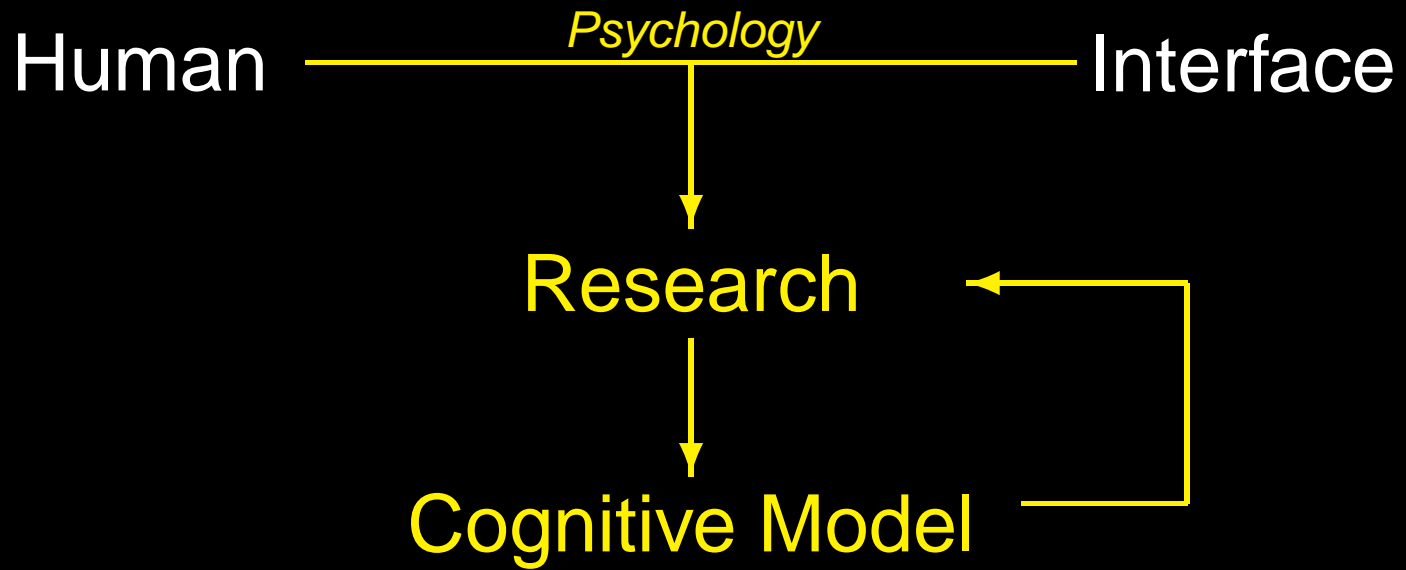 Psychology
Human
Interface
Research
Cognitive Model